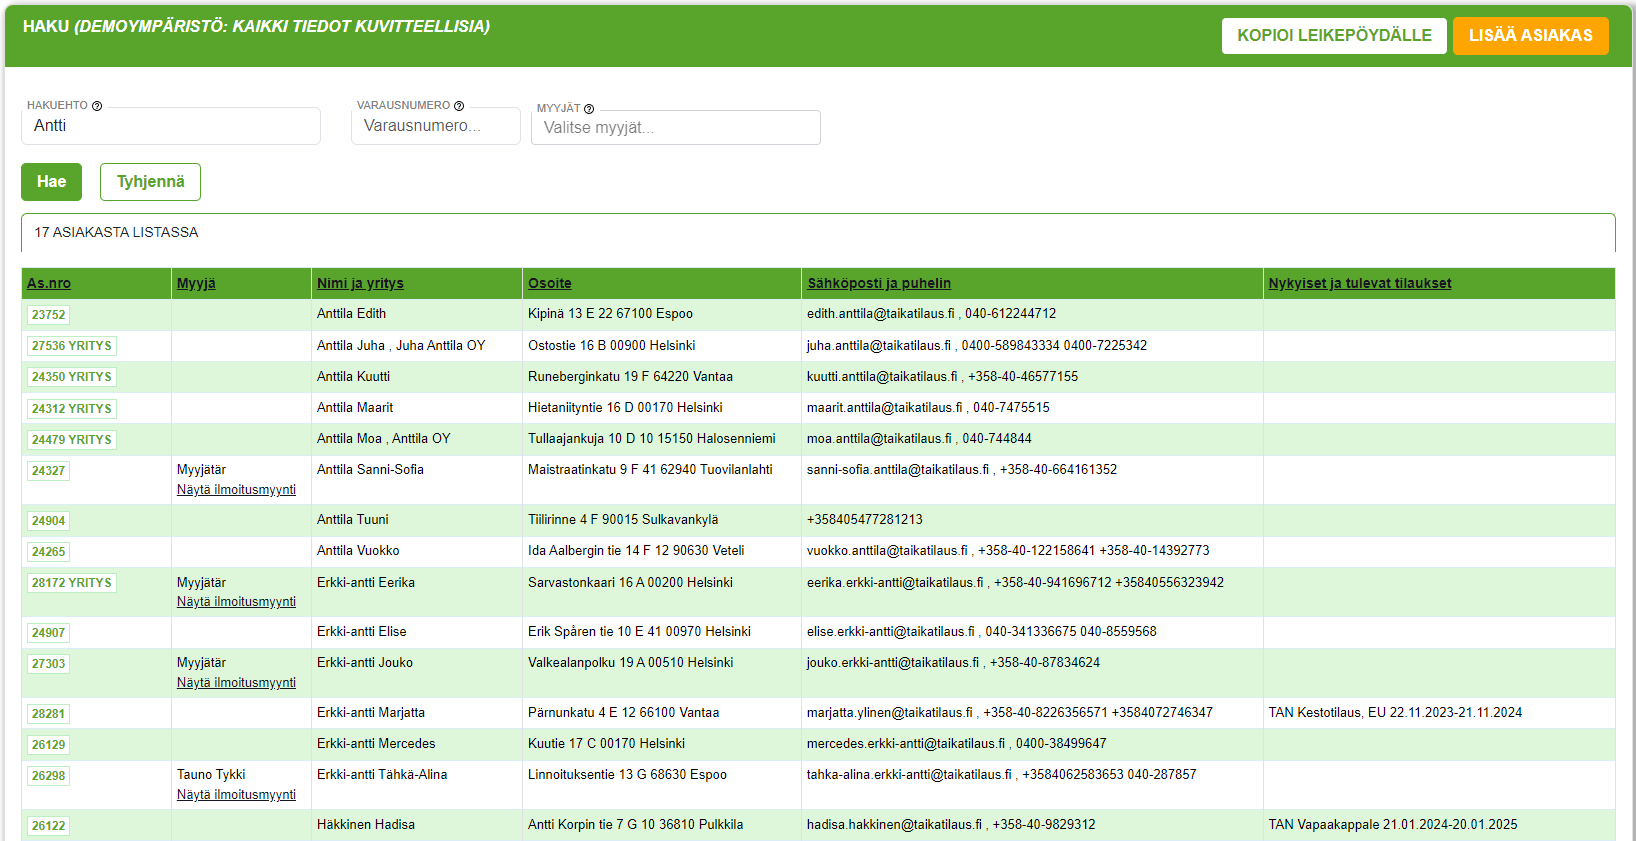 HAKU (DEMOYMPÄRISTÖ: KAIKKI TIEDOT KUVITTEELLISIA)
KOPIOI LEIKEPÖYDÄLLE
LISÄÄ ASIAKAS
HAKUEHTO
VARAUSNUMERO
MYYJÄT
Antti
Varausnumero...
Valitse myyjät...
Hae
Tyhjennä
17 ASIAKASTA LISTASSA
As.nro Myyjä Nimi ja yritys Osoite Sähköposti ja puhelin Nykyiset ja tulevat tilaukset
23752 Anttila Edith Kipinä 13 E 22 67100 Espoo edith.anttila@taikatilaus.fi , 040-612244712
27536 YRITYS Anttila Juha , Juha Anttila OY Ostostie 16 B 00900 Helsinki juha.anttila@taikatilaus.fi , 0400-589843334 0400-7225342
24350 YRITYS Anttila Kuutti Runeberginkatu 19 F 64220 Vantaa kuutti.anttila@taikatilaus.fi , +358-40-46577155
24312 YRITYS Anttila Maarit Hietaniityntie 16 D 00170 Helsinki maarit.anttila@taikatilaus.fi , 040-7475515
24479 YRITYS Anttila Moa , Anttila OY Tullaajankuja 10 D 10 15150 Halosenniemi moa.anttila@taikatilaus.fi , 040-744844
24327 Myyjätär Anttila Sanni-Sofia Maistraatinkatu 9 F 41 62940 Tuovilanlahti sanni-sofia.anttila@taikatilaus.fi , +358-40-664161352
Näytä ilmoitusmyynti
24904 Anttila Tuuni Tiilirinne 4 F 90015 Sulkavankylä +358405477281213
24265 Anttila Vuokko Ida Aalbergin tie 14 F 12 90630 Veteli vuokko.anttila@taikatilaus.fi , +358-40-122158641 +358-40-14392773
28172 YRITYS Myyjätär Erkki-antti Eerika Sarvastonkaari 16 A 00200 Helsinki eerika.erkki-antti@taikatilaus.fi , +358-40-941696712 +35840556323942
Näytä ilmoitusmyynti
24907 Erkki-antti Elise Erik Spåren tie 10 E 41 00970 Helsinki elise.erkki-antti@taikatilaus.fi , 040-341336675 040-8559568
27303 Myyjätär Erkki-antti Jouko Valkealanpolku 19 A 00510 Helsinki jouko.erkki-antti@taikatilaus.fi , +358-40-87834624
Näytä ilmoitusmyynti
28281 Erkki-antti Marjatta Pärnunkatu 4 E 12 66100 Vantaa marjatta.ylinen@taikatilaus.fi , +358-40-8226356571 +3584072746347 TAN Kestotilaus, EU 22.11.2023-21.11.2024
26129 Erkki-antti Mercedes Kuutie 17 C 00170 Helsinki mercedes.erkki-antti@taikatilaus.fi , 0400-38499647
26298 Tauno Tykki Erkki-antti Tähkä-Alina Linnoituksentie 13 G 68630 Espoo tahka-alina.erkki-antti@taikatilaus.fi , +3584062583653 040-287857
Näytä ilmoitusmyynti
26122 Häkkinen Hadisa Antti Korpin tie 7 G 10 36810 Pulkkila hadisa.hakkinen@taikatilaus.fi , +358-40-9829312 TAN Vapaakappale 21.01.2024-20.01.2025